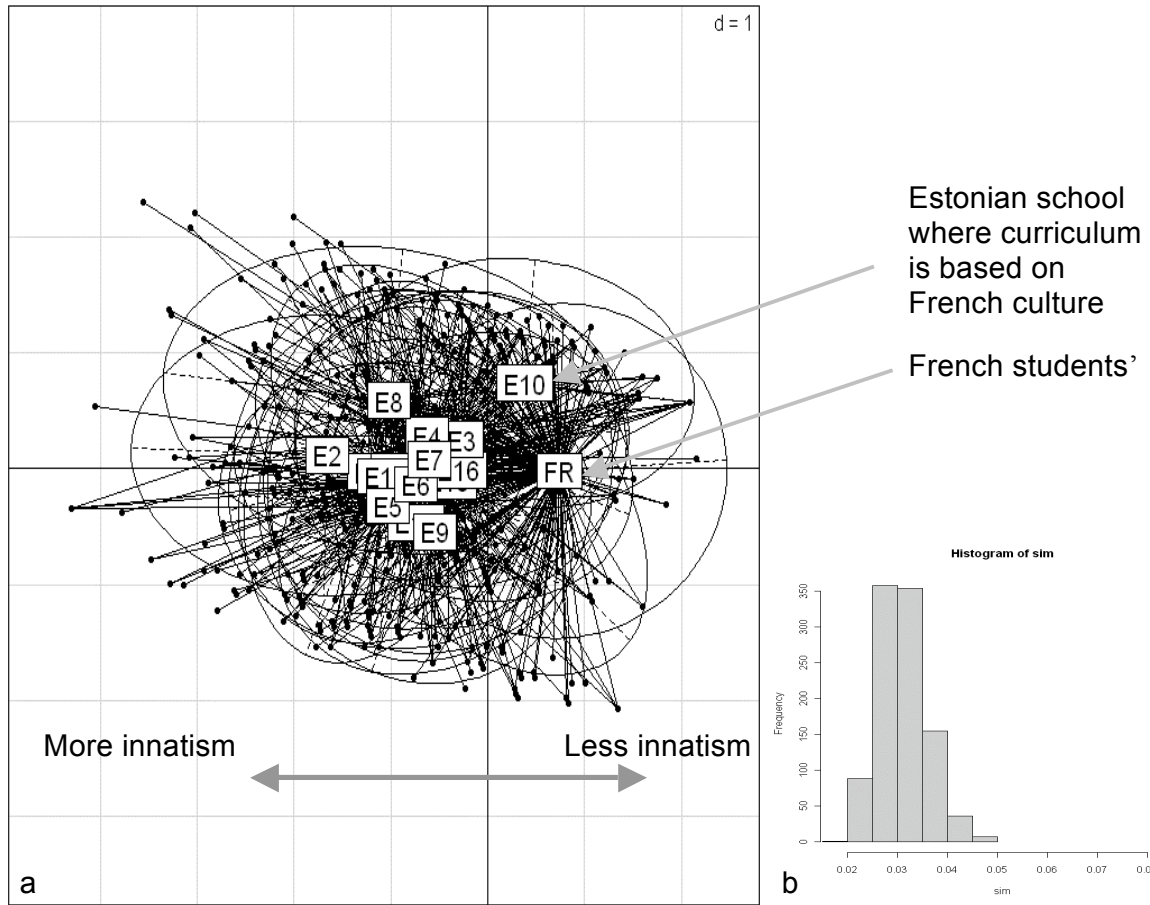 d = 1
Estonian school
where curriculum
is based on
French culture
French students’
E10
E8
E4
E3
E2
E7
16
FR
E1
E6
E5
E
E9
More innatism
Less innatism
a
Histogram of sim
Frequency
350
300
250
200
150
100
50
0
0.02
0.03
0.04
0.05
0.06
0.07
sim
b